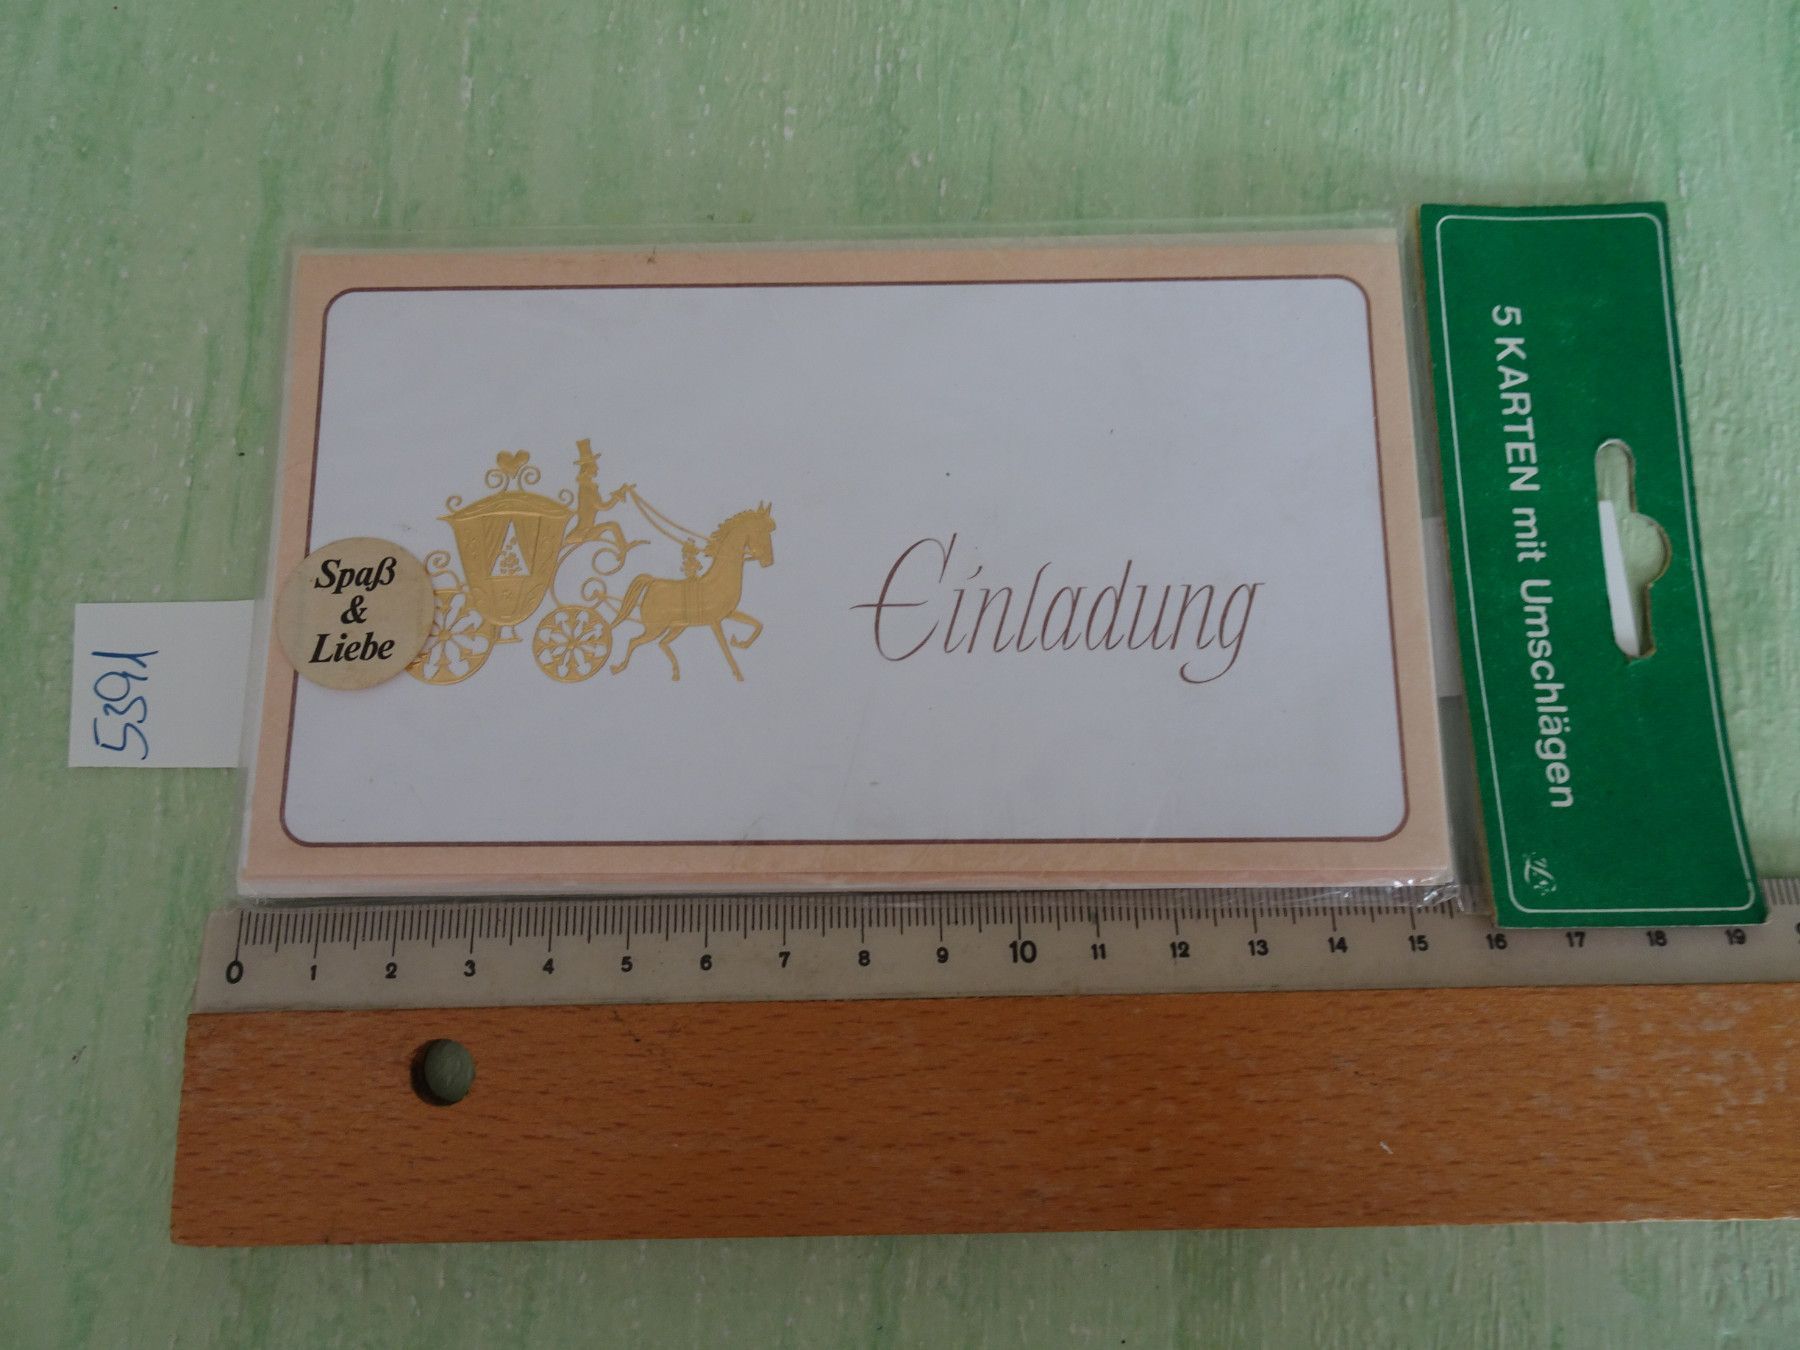 Spaß
&
Liebe
Einladung
5391
5 KARTEN mit Umschlägen
0 1 2 3 4 5 6 7 8 9 10 11 12 13 14 15 16 17 18 19